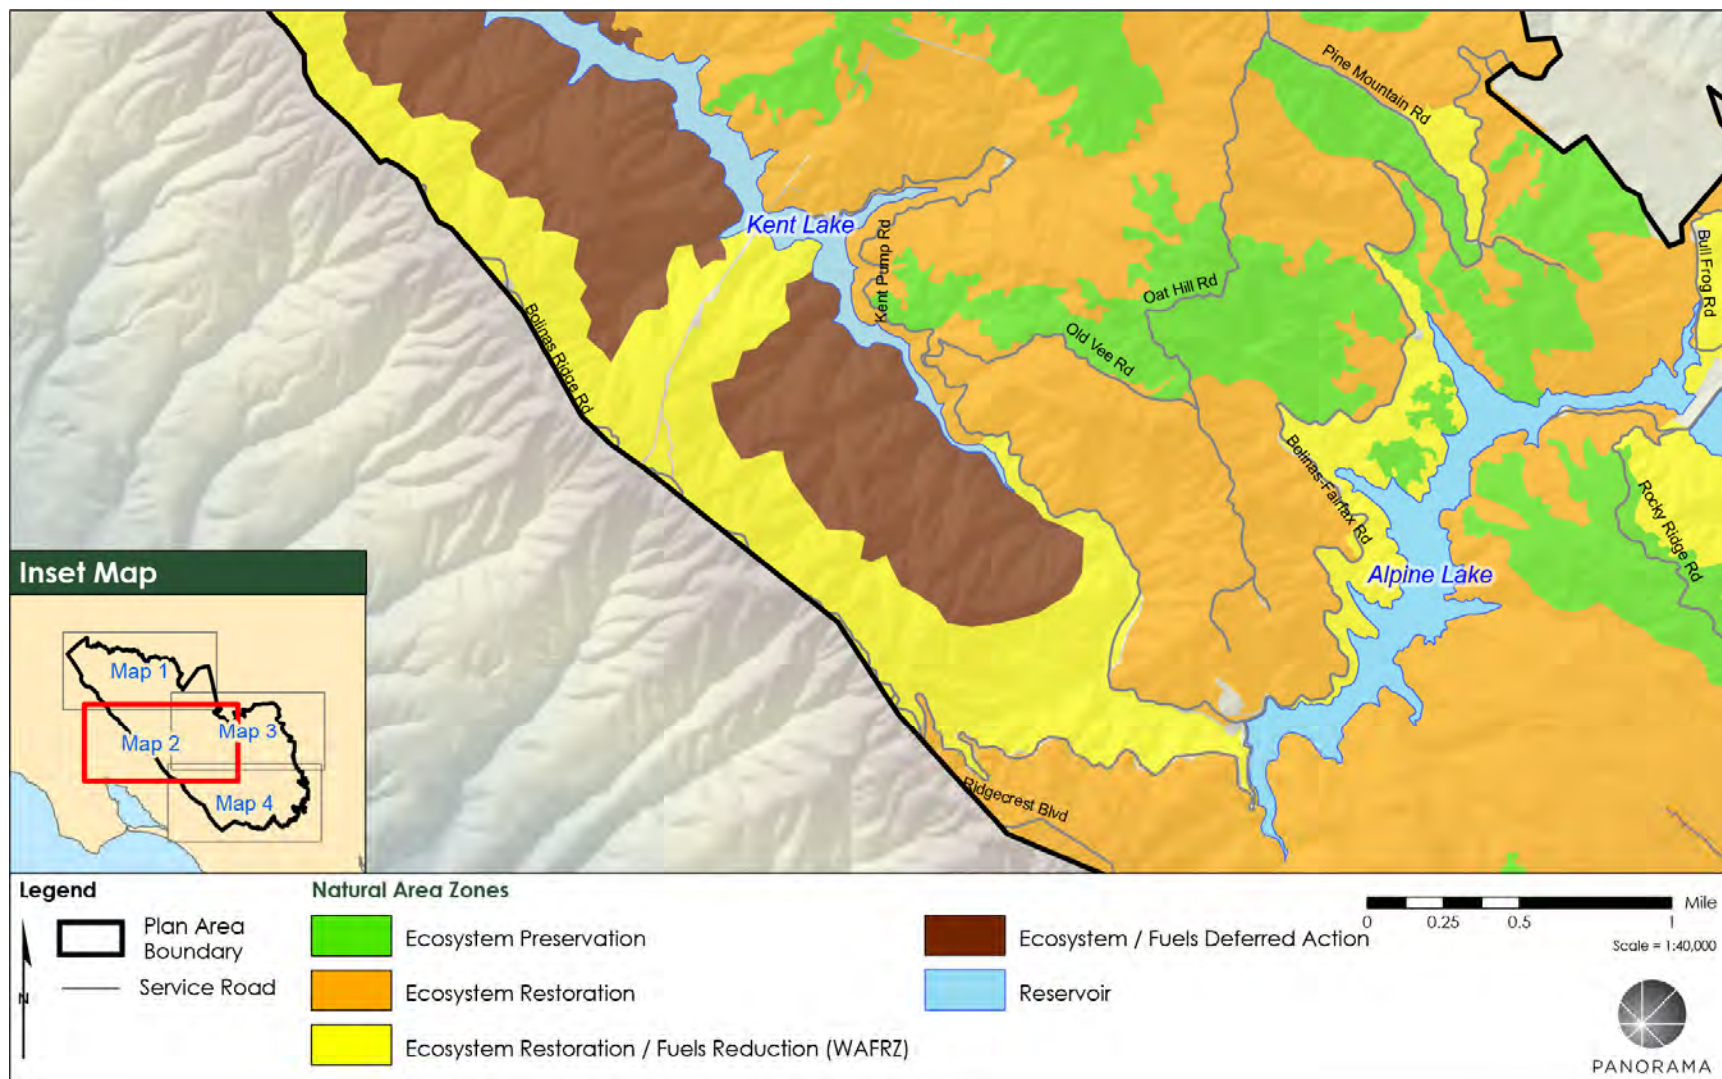 Pine Mountain Rd
Kent Lake
Kent Pump Rd
Bull Frog Rd
Oat Hill Rd
Old Vee Rd
Bolinas Ridge Rd
Bolinas-Fairfax Rd
Rocky Ridge Rd
Alpine Lake
Ridgecrest Blvd
Inset Map
Map 1
Map 2
Map 3
Map 4
Legend
Plan Area
Boundary
Service Road
N
Natural Area Zones
Ecosystem Preservation
Ecosystem Restoration
Ecosystem Restoration / Fuels Reduction (WAFRZ)
Ecosystem / Fuels Deferred Action
Reservoir
Mile
0 0.25 0.5 1
Scale = 1:40,000
PANORAMA